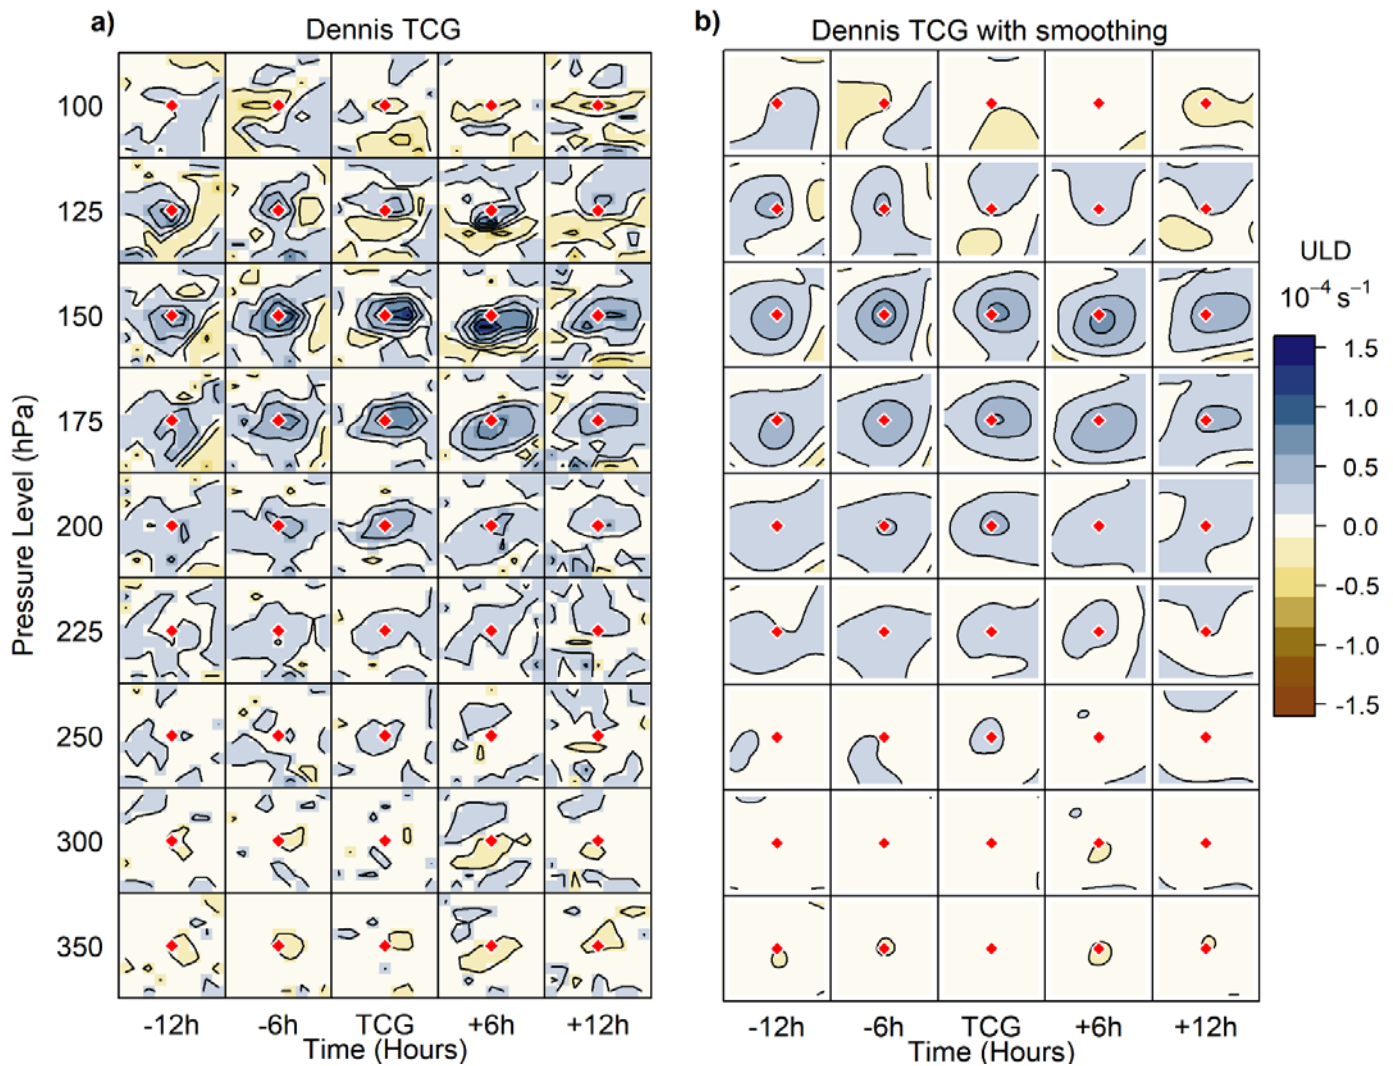 a)
Dennis TCG
b)
Dennis TCG with smoothing
Pressure Level (hPa)
100
125
150
175
200
225
250
300
350
-12h
-6h
TCG
+6h
+12h
Time (Hours)
-12h
-6h
TCG
+6h
+12h
Time (Hours)
ULD
10⁻⁴ s⁻¹
1.5
1.0
0.5
0.0
-0.5
-1.0
-1.5